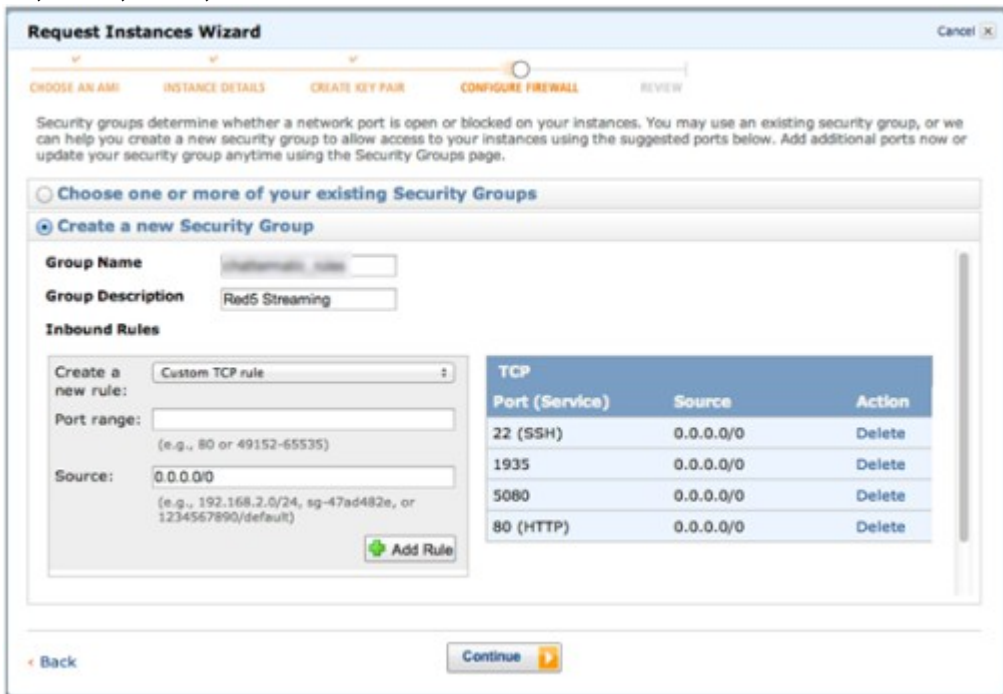 Request Instances Wizard
Cancel
CHOOSE AN AMI INSTANCE DETAILS CREATE KEY PAIR CONFIGURE FIREWALL REVIEW
Security groups determine whether a network port is open or blocked on your instances. You may use an existing security group, or we
can help you create a new security group to allow access to your instances using the suggested ports below. Add additional ports now or
update your security group anytime using the Security Groups page.
Choose one or more of your existing Security Groups
Create a new Security Group
Group Name
Group Description Red5 Streaming
Inbound Rules
Create a new rule: Custom TCP rule
Port range:
(e.g., 80 or 49152-65535)
Source: 0.0.0.0/0
(e.g., 192.168.2.0/24, sg-47ad482e, or
1234567890/default)
Add Rule
TCP
Port (Service) Source Action
22 (SSH) 0.0.0.0/0 Delete
1935 0.0.0.0/0 Delete
5080 0.0.0.0/0 Delete
80 (HTTP) 0.0.0.0/0 Delete
Back
Continue